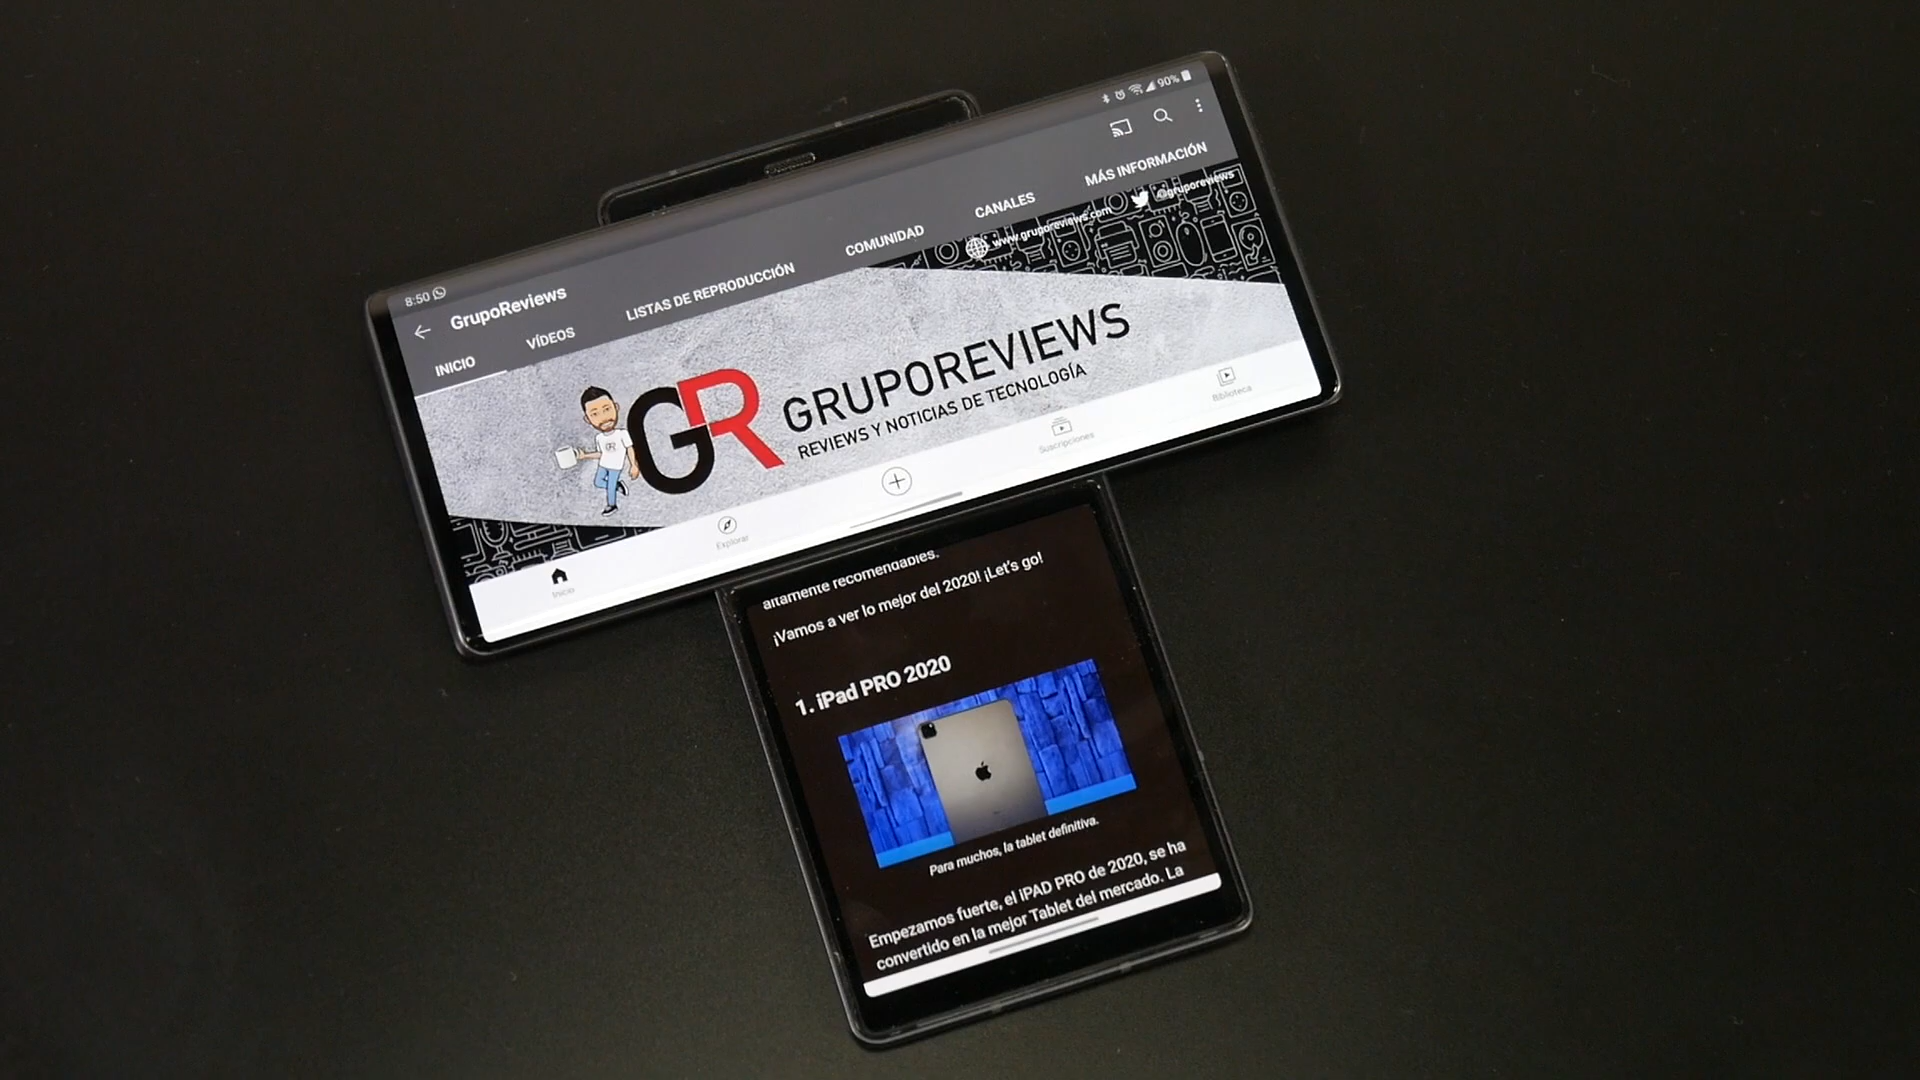 8:50
90%
GrupoReviews
INICIO
VÍDEOS
LISTAS DE REPRODUCCIÓN
COMUNIDAD
CANALES
MÁS INFORMACIÓN
www.gruporeviews.com
@gruporeviews
GR
GRUPOREVIEWS
REVIEWS Y NOTICIAS DE TECNOLOGÍA
Inicio
Explorar
Suscripciones
Biblioteca
altamente recomendables.
¡Vamos a ver lo mejor del 2020! ¡Let's go!
1. iPad PRO 2020
Para muchos, la tablet definitiva.
Empezamos fuerte, el iPAD PRO de 2020, se ha
convertido en la mejor Tablet del mercado. La